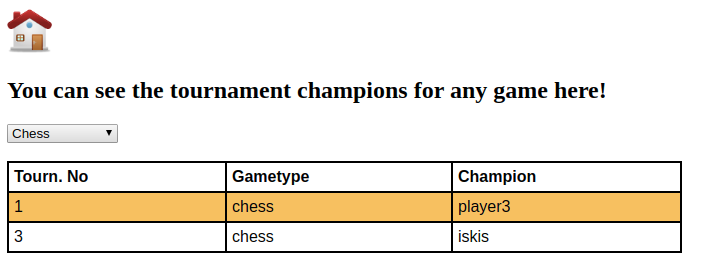 You can see the tournament champions for any game here!
Chess
Tourn. No Gametype Champion
1 chess player3
3 chess iskis